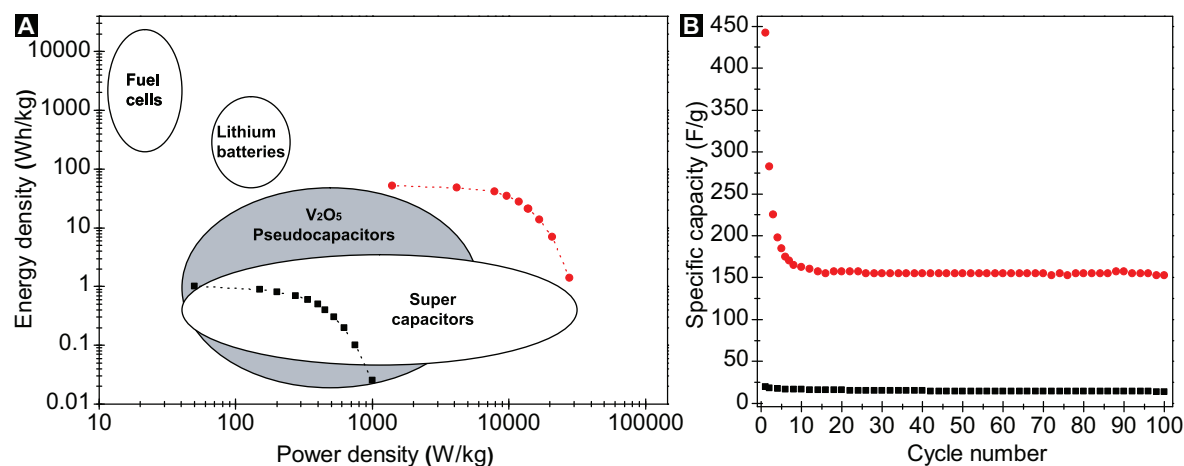 A
Energy density (Wh/kg)
10000
1000
100
10
1
0.1
0.01
Fuel
cells
Lithium
batteries
V₂O₅
Pseudocapacitors
Super
capacitors
10
100
1000
10000
100000
Power density (W/kg)
B
Specific capacity (F/g)
450
400
350
300
250
200
150
100
50
0
0
10
20
30
40
50
60
70
80
90
100
Cycle number